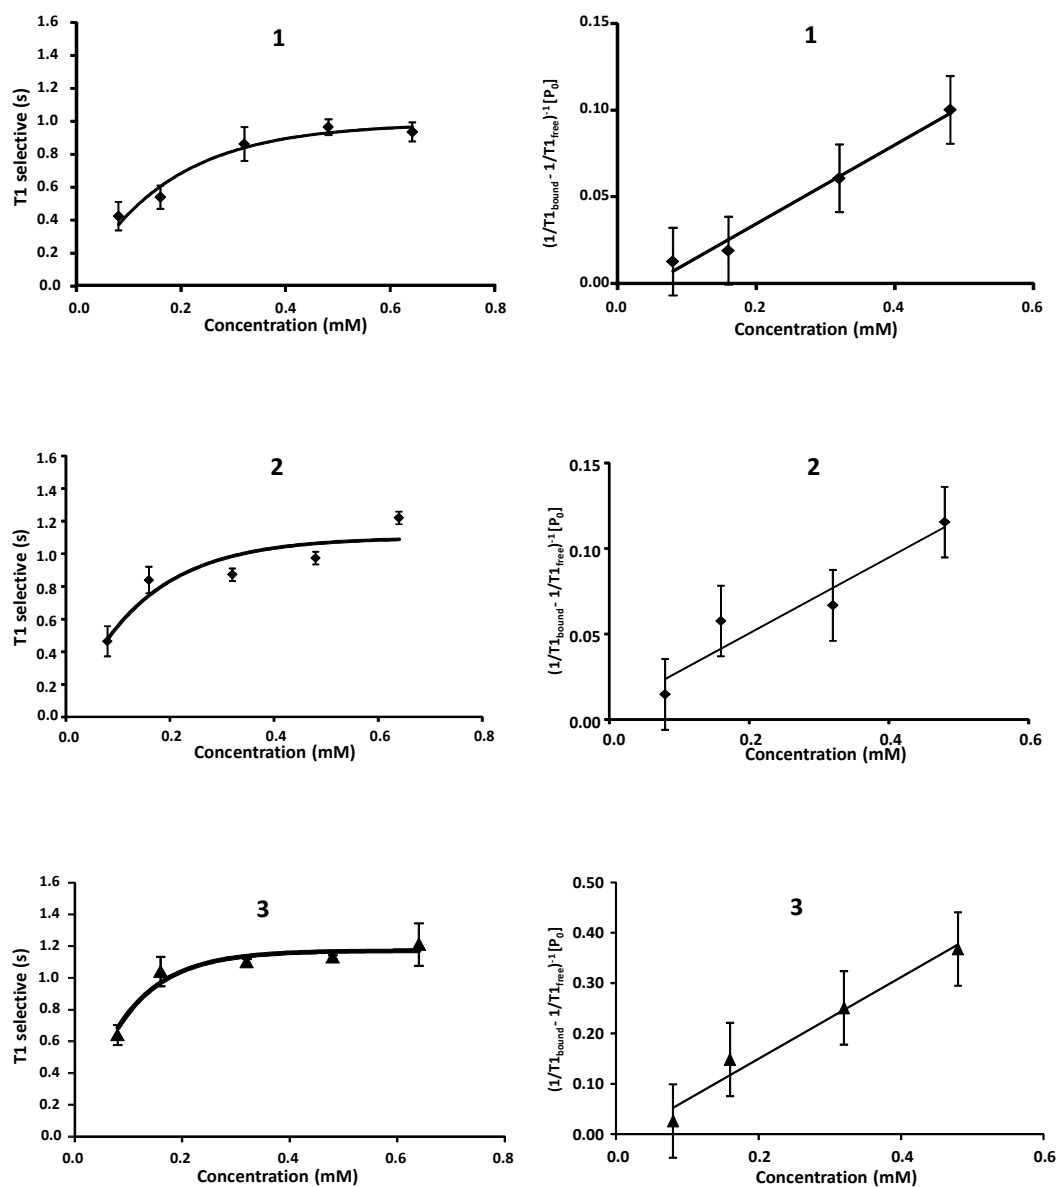 1
T1 selective (s)
1.6
1.4
1.2
1.0
0.8
0.6
0.4
0.2
0.0
0.0 0.2 0.4 0.6 0.8
Concentration (mM)
1
(1/T1bound - 1/T1free)-1[P0]
0.15
0.10
0.05
0.00
0.0 0.2 0.4 0.6
Concentration (mM)
2
T1 selective (s)
1.6
1.4
1.2
1.0
0.8
0.6
0.4
0.2
0.0
0.0 0.2 0.4 0.6 0.8
Concentration (mM)
2
(1/T1bound - 1/T1free)-1[P0]
0.15
0.10
0.05
0.00
0.0 0.2 0.4 0.6
Concentration (mM)
3
T1 selective (s)
1.6
1.4
1.2
1.0
0.8
0.6
0.4
0.2
0.0
0.0 0.2 0.4 0.6 0.8
Concentration (mM)
3
(1/T1bound - 1/T1free)-1[P0]
0.50
0.40
0.30
0.20
0.10
0.00
0.0 0.2 0.4 0.6
Concentration (mM)